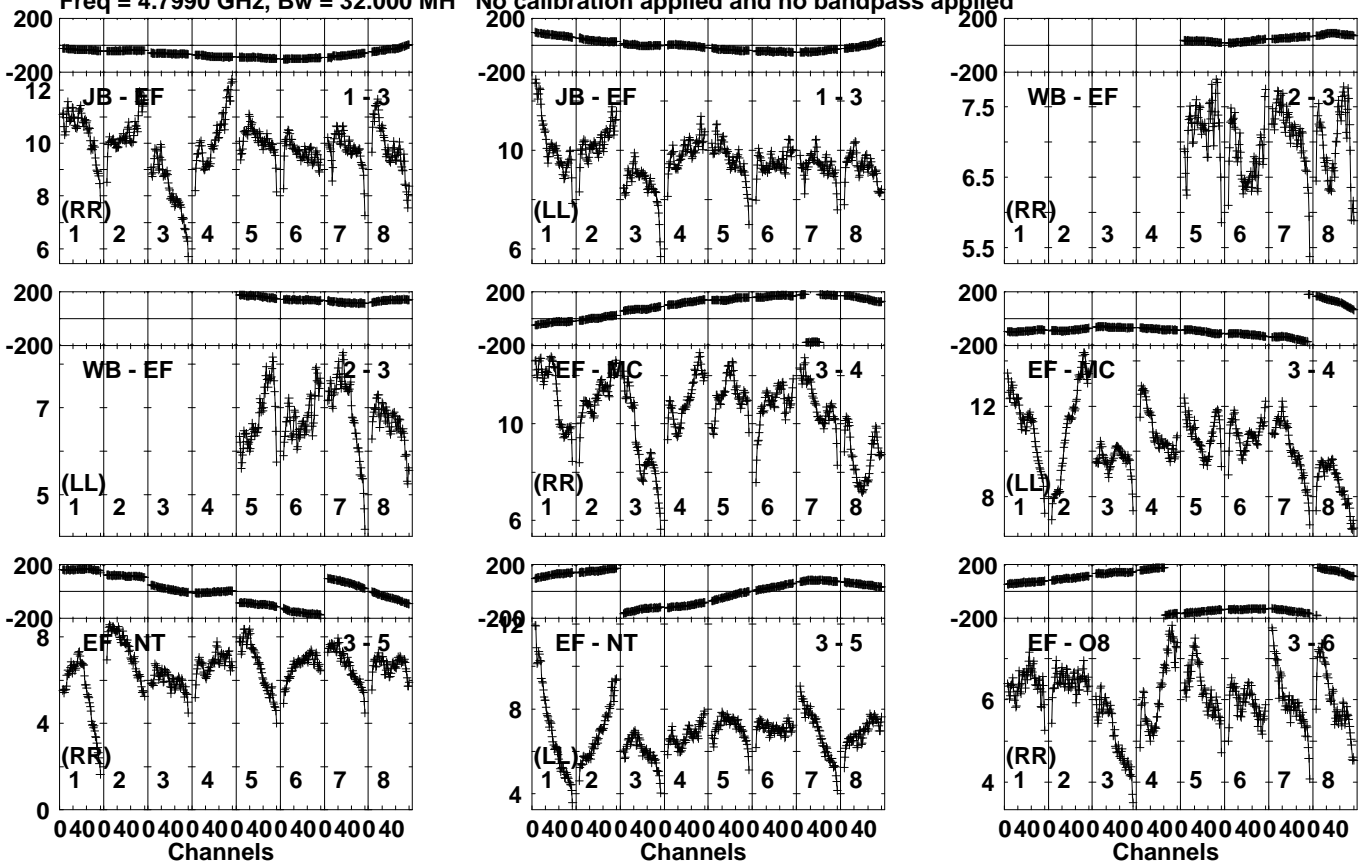 Freq = 4.7990 GHz, Bw = 32.000 MH No calibration applied and no bandpass applied
200 200 200
-200 -200 -200
12 JB - EF 1 - 3 JB - EF 1 - 3 WB - EF 2 - 3
7.5
10 10
8 6.5
(RR) (LL) (RR)
1 2 3 4 5 6 7 8 1 2 3 4 5 6 7 8 1 2 3 4 5 6 7 8
6 6 5.5
200 200 200
-200 -200 -200
WB - EF 2 - 3 EF - MC 3 - 4 EF - MC 3 - 4
7 10 12
5 8
(LL) (RR) (LL)
1 2 3 4 5 6 7 8 1 2 3 4 5 6 7 8 1 2 3 4 5 6 7 8
6
200 200 200
-200 -200 -200
8 12
EF - NT 3 - 5 EF - NT 3 - 5 EF - O8 3 - 6
8 6
4
(RR) (LL) (RR)
1 2 3 4 5 6 7 8 1 2 3 4 5 6 7 8 1 2 3 4 5 6 7 8
4 4
0
0 40 0 40 0 40 0 40 0 40 0 40 0 40 0 40 0 40 0 40 0 40 0 40 0 40 0 40 0 40 0 40 0 40 0 40 0 40 0 40 0 40 0 40 0 40 0 40
Channels Channels Channels